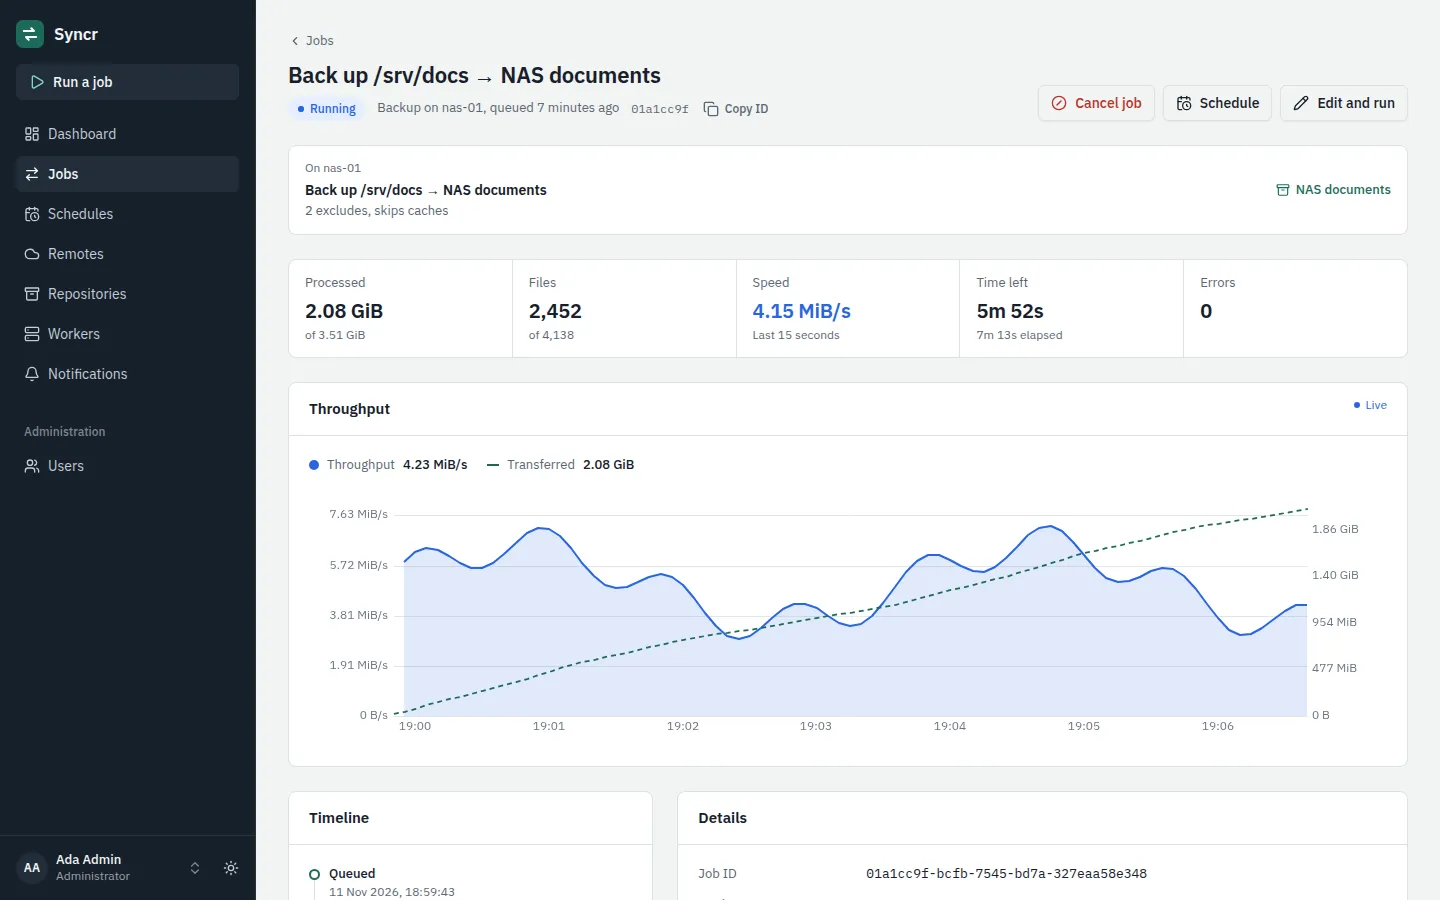 Syncr
Run a job
Dashboard
Jobs
Schedules
Remotes
Repositories
Workers
Notifications
Administration
Users
AA
Ada Admin
Administrator
Jobs
Back up /srv/docs → NAS documents
Running
Backup on nas-01, queued 7 minutes ago
01a1cc9f
Copy ID
Cancel job
Schedule
Edit and run
On nas-01
Back up /srv/docs → NAS documents
2 excludes, skips caches
NAS documents
Processed
2.08 GiB
of 3.51 GiB
Files
2,452
of 4,138
Speed
4.15 MiB/s
Last 15 seconds
Time left
5m 52s
7m 13s elapsed
Errors
0
Throughput
Live
Throughput 4.23 MiB/s
Transferred 2.08 GiB
7.63 MiB/s
5.72 MiB/s
3.81 MiB/s
1.91 MiB/s
0 B/s
1.86 GiB
1.40 GiB
954 MiB
477 MiB
0 B
19:00 19:01 19:02 19:03 19:04 19:05 19:06
Timeline
Queued
11 Nov 2026, 18:59:43
Details
Job ID 01a1cc9f-bcfb-7545-bd7a-327eaa58e348